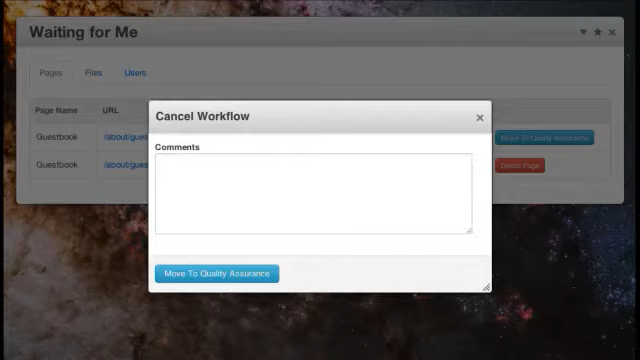 Waiting for Me
Pages Files Users
Page Name URL
Cancel Workflow
Guestbook /about/gues Move To Quality Assurance
Comments
Guestbook /about/gues Delete Page
Move To Quality Assurance